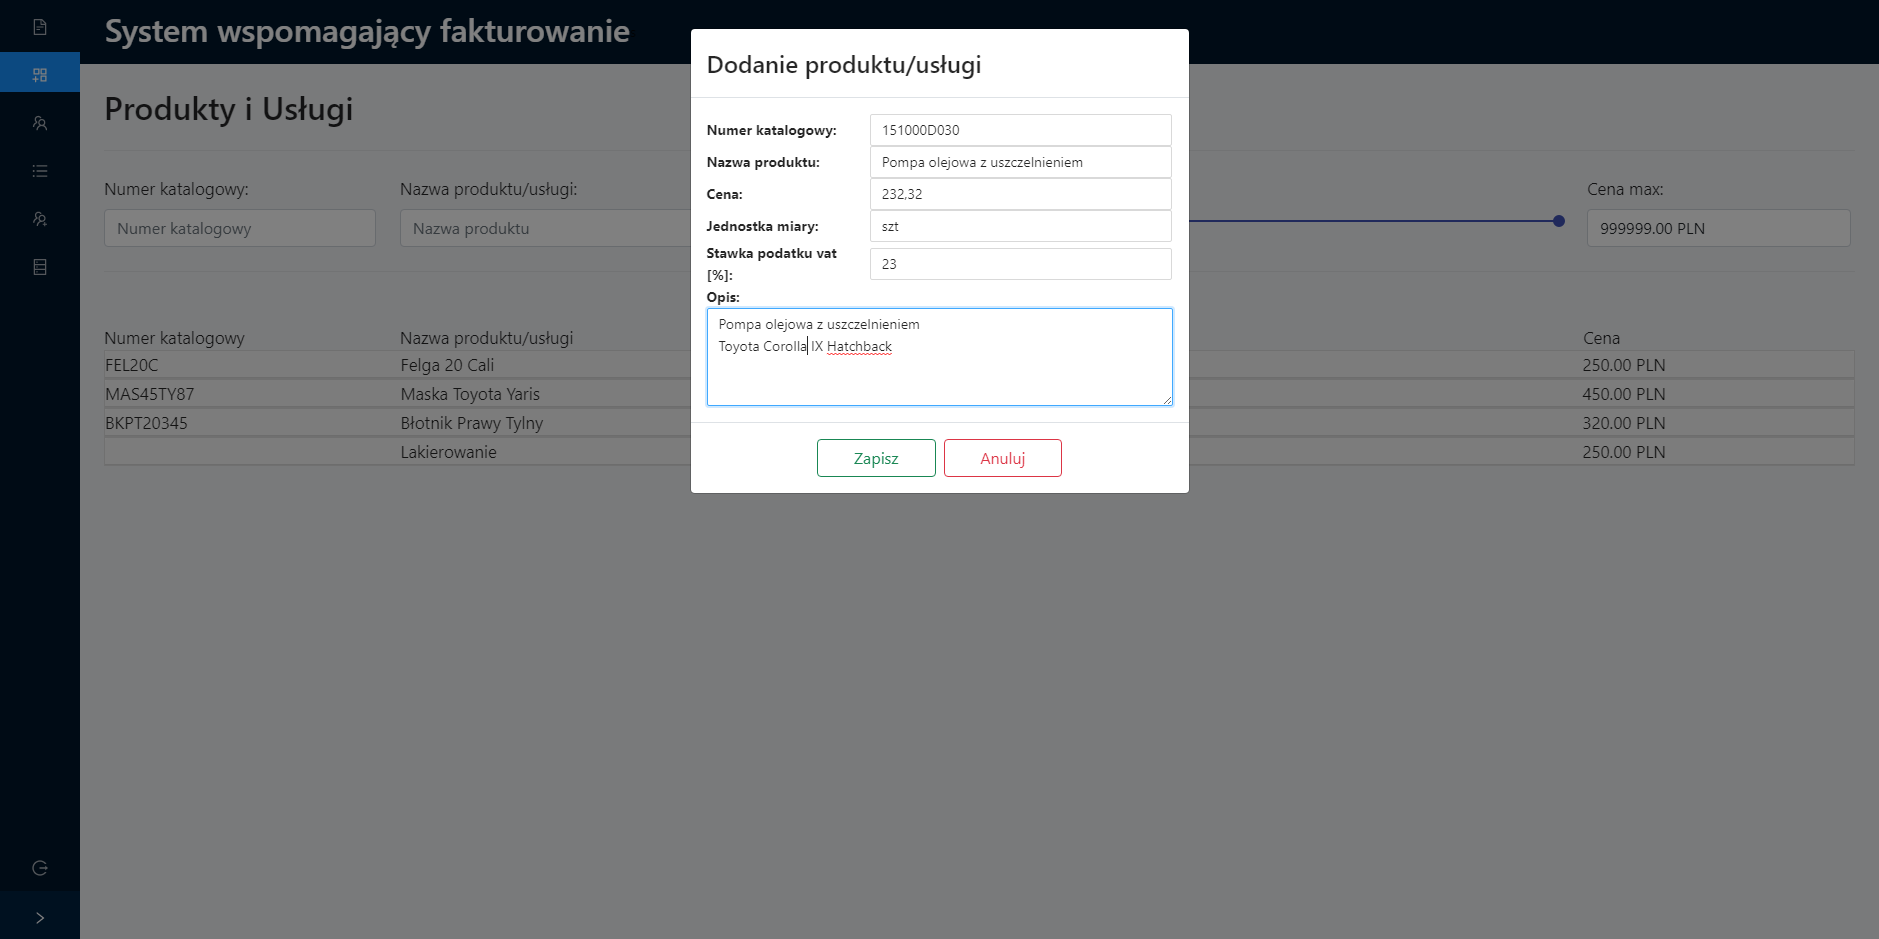 System wspomagający fakturowanie
Produkty i Usługi
Numer katalogowy:
Nazwa produktu/usługi:
Cena max:
Numer katalogowy
Nazwa produktu
999999.00 PLN
Numer katalogowy
Nazwa produktu/usługi
Cena
FEL20C
Felga 20 Cali
250.00 PLN
MAS45TY87
Maska Toyota Yaris
450.00 PLN
BKPT20345
Błotnik Prawy Tylny
320.00 PLN
Lakierowanie
250.00 PLN
Dodanie produktu/usługi
Numer katalogowy:
151000D030
Nazwa produktu:
Pompa olejowa z uszczelnieniem
Cena:
232,32
Jednostka miary:
szt
Stawka podatku vat
[%]:
23
Opis:
Pompa olejowa z uszczelnieniem
Toyota Corolla IX Hatchback
Zapisz
Anuluj